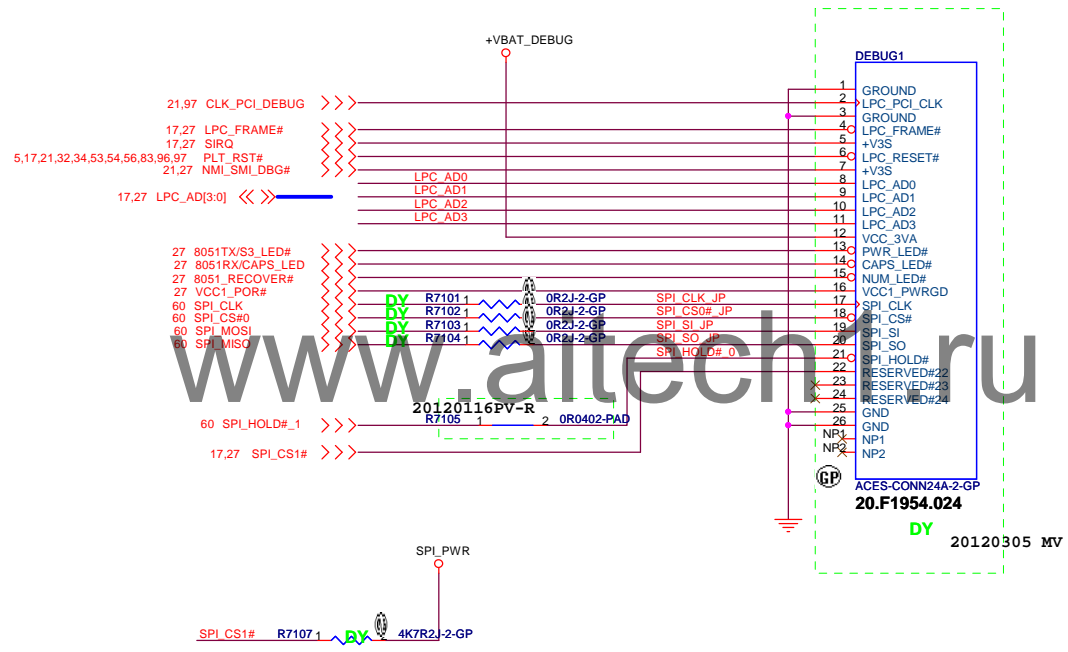 +VBAT_DEBUG
DEBUG1
21,97 CLK_PCI_DEBUG
17,27 LPC_FRAME#
17,27 SIRQ
5,17,21,32,34,53,54,56,83,96,97 PLT_RST#
21,27 NMI_SMI_DBG#
17,27 LPC_AD[3:0]
LPC_AD0
LPC_AD1
LPC_AD2
LPC_AD3
27 8051TX/S3_LED#
27 8051RX/CAPS_LED
27 8051_RECOVER#
27 VCC1_POR#
60 SPI_CLK
60 SPI_CS#0
60 SPI_MOSI
60 SPI_MISO
DY R7101 1 0R2J-2-GP SPI_CLK_JP
DY R7102 1 0R2J-2-GP SPI_CS0#_JP
DY R7103 1 0R2J-2-GP SPI_SI_JP
DY R7104 1 0R2J-2-GP SPI_SO_JP
SPI_HOLD#_0
20120116PV-R
60 SPI_HOLD#_1 R7105 1 2 0R0402-PAD
17,27 SPI_CS1#
1 GROUND
2 LPC_PCI_CLK
3 GROUND
4 LPC_FRAME#
5 +V3S
6 LPC_RESET#
7 +V3S
8 LPC_AD0
9 LPC_AD1
10 LPC_AD2
11 LPC_AD3
12 VCC_3VA
13 PWR_LED#
14 CAPS_LED#
15 NUM_LED#
16 VCC1_PWRGD
17 SPI_CLK
18 SPI_CS#
19 SPI_SI
20 SPI_SO
21 SPI_HOLD#
22 RESERVED#22
23 RESERVED#23
24 RESERVED#24
25 GND
26 GND
NP1 NP1
NP2 NP2
GP
ACES-CONN24A-2-GP
20.F1954.024
DY
20120305 MV
www.aitech1.ru
SPI_PWR
SPI_CS1# R7107 1 DY 4K7R2J-2-GP